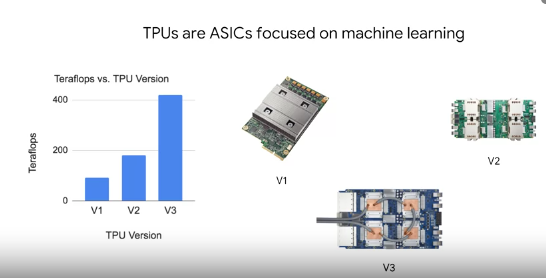 TPUs are ASICs focused on machine learning
Teraflops vs. TPU Version
Teraflops
400
200
0
V1 V2 V3
TPU Version
V1
V2
V3